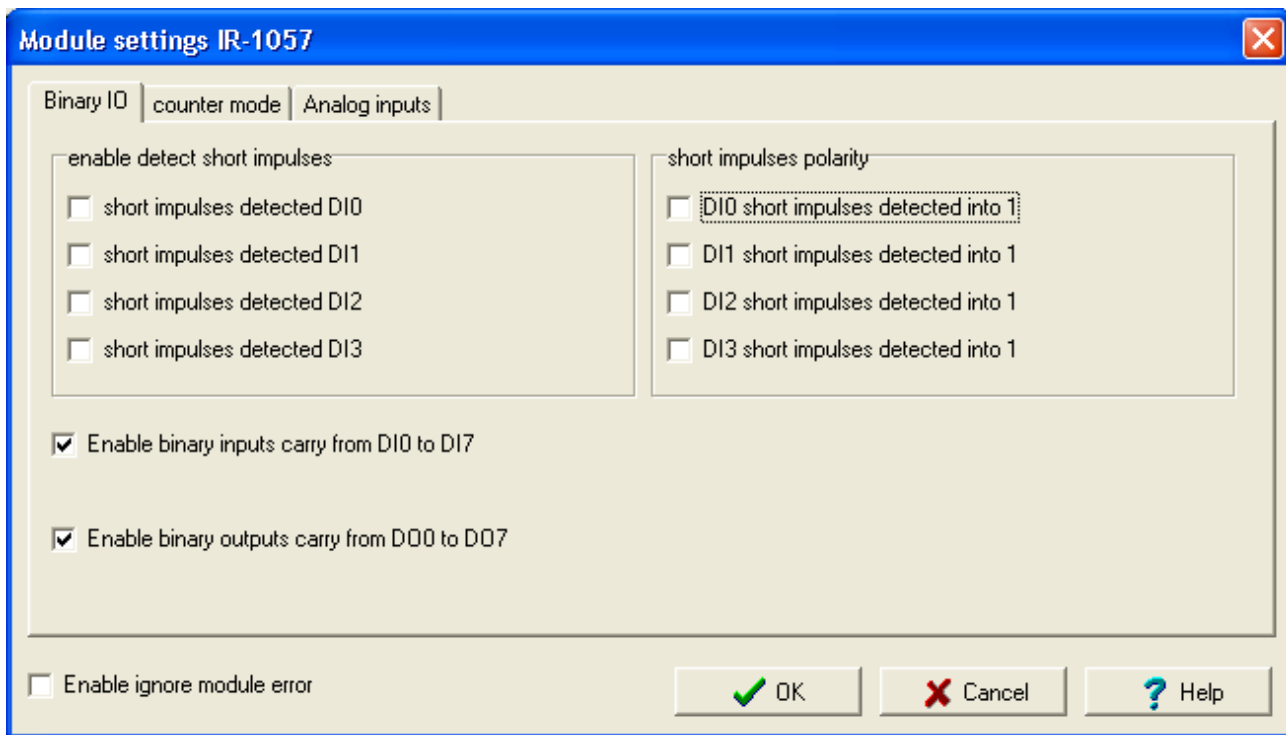 Module settings IR-1057
Binary IO
counter mode
Analog inputs
enable detect short impulses
short impulses detected DI0
short impulses detected DI1
short impulses detected DI2
short impulses detected DI3
short impulses polarity
DI0 short impulses detected into 1
DI1 short impulses detected into 1
DI2 short impulses detected into 1
DI3 short impulses detected into 1
Enable binary inputs carry from DI0 to DI7
Enable binary outputs carry from DO0 to DO7
Enable ignore module error
OK
Cancel
Help